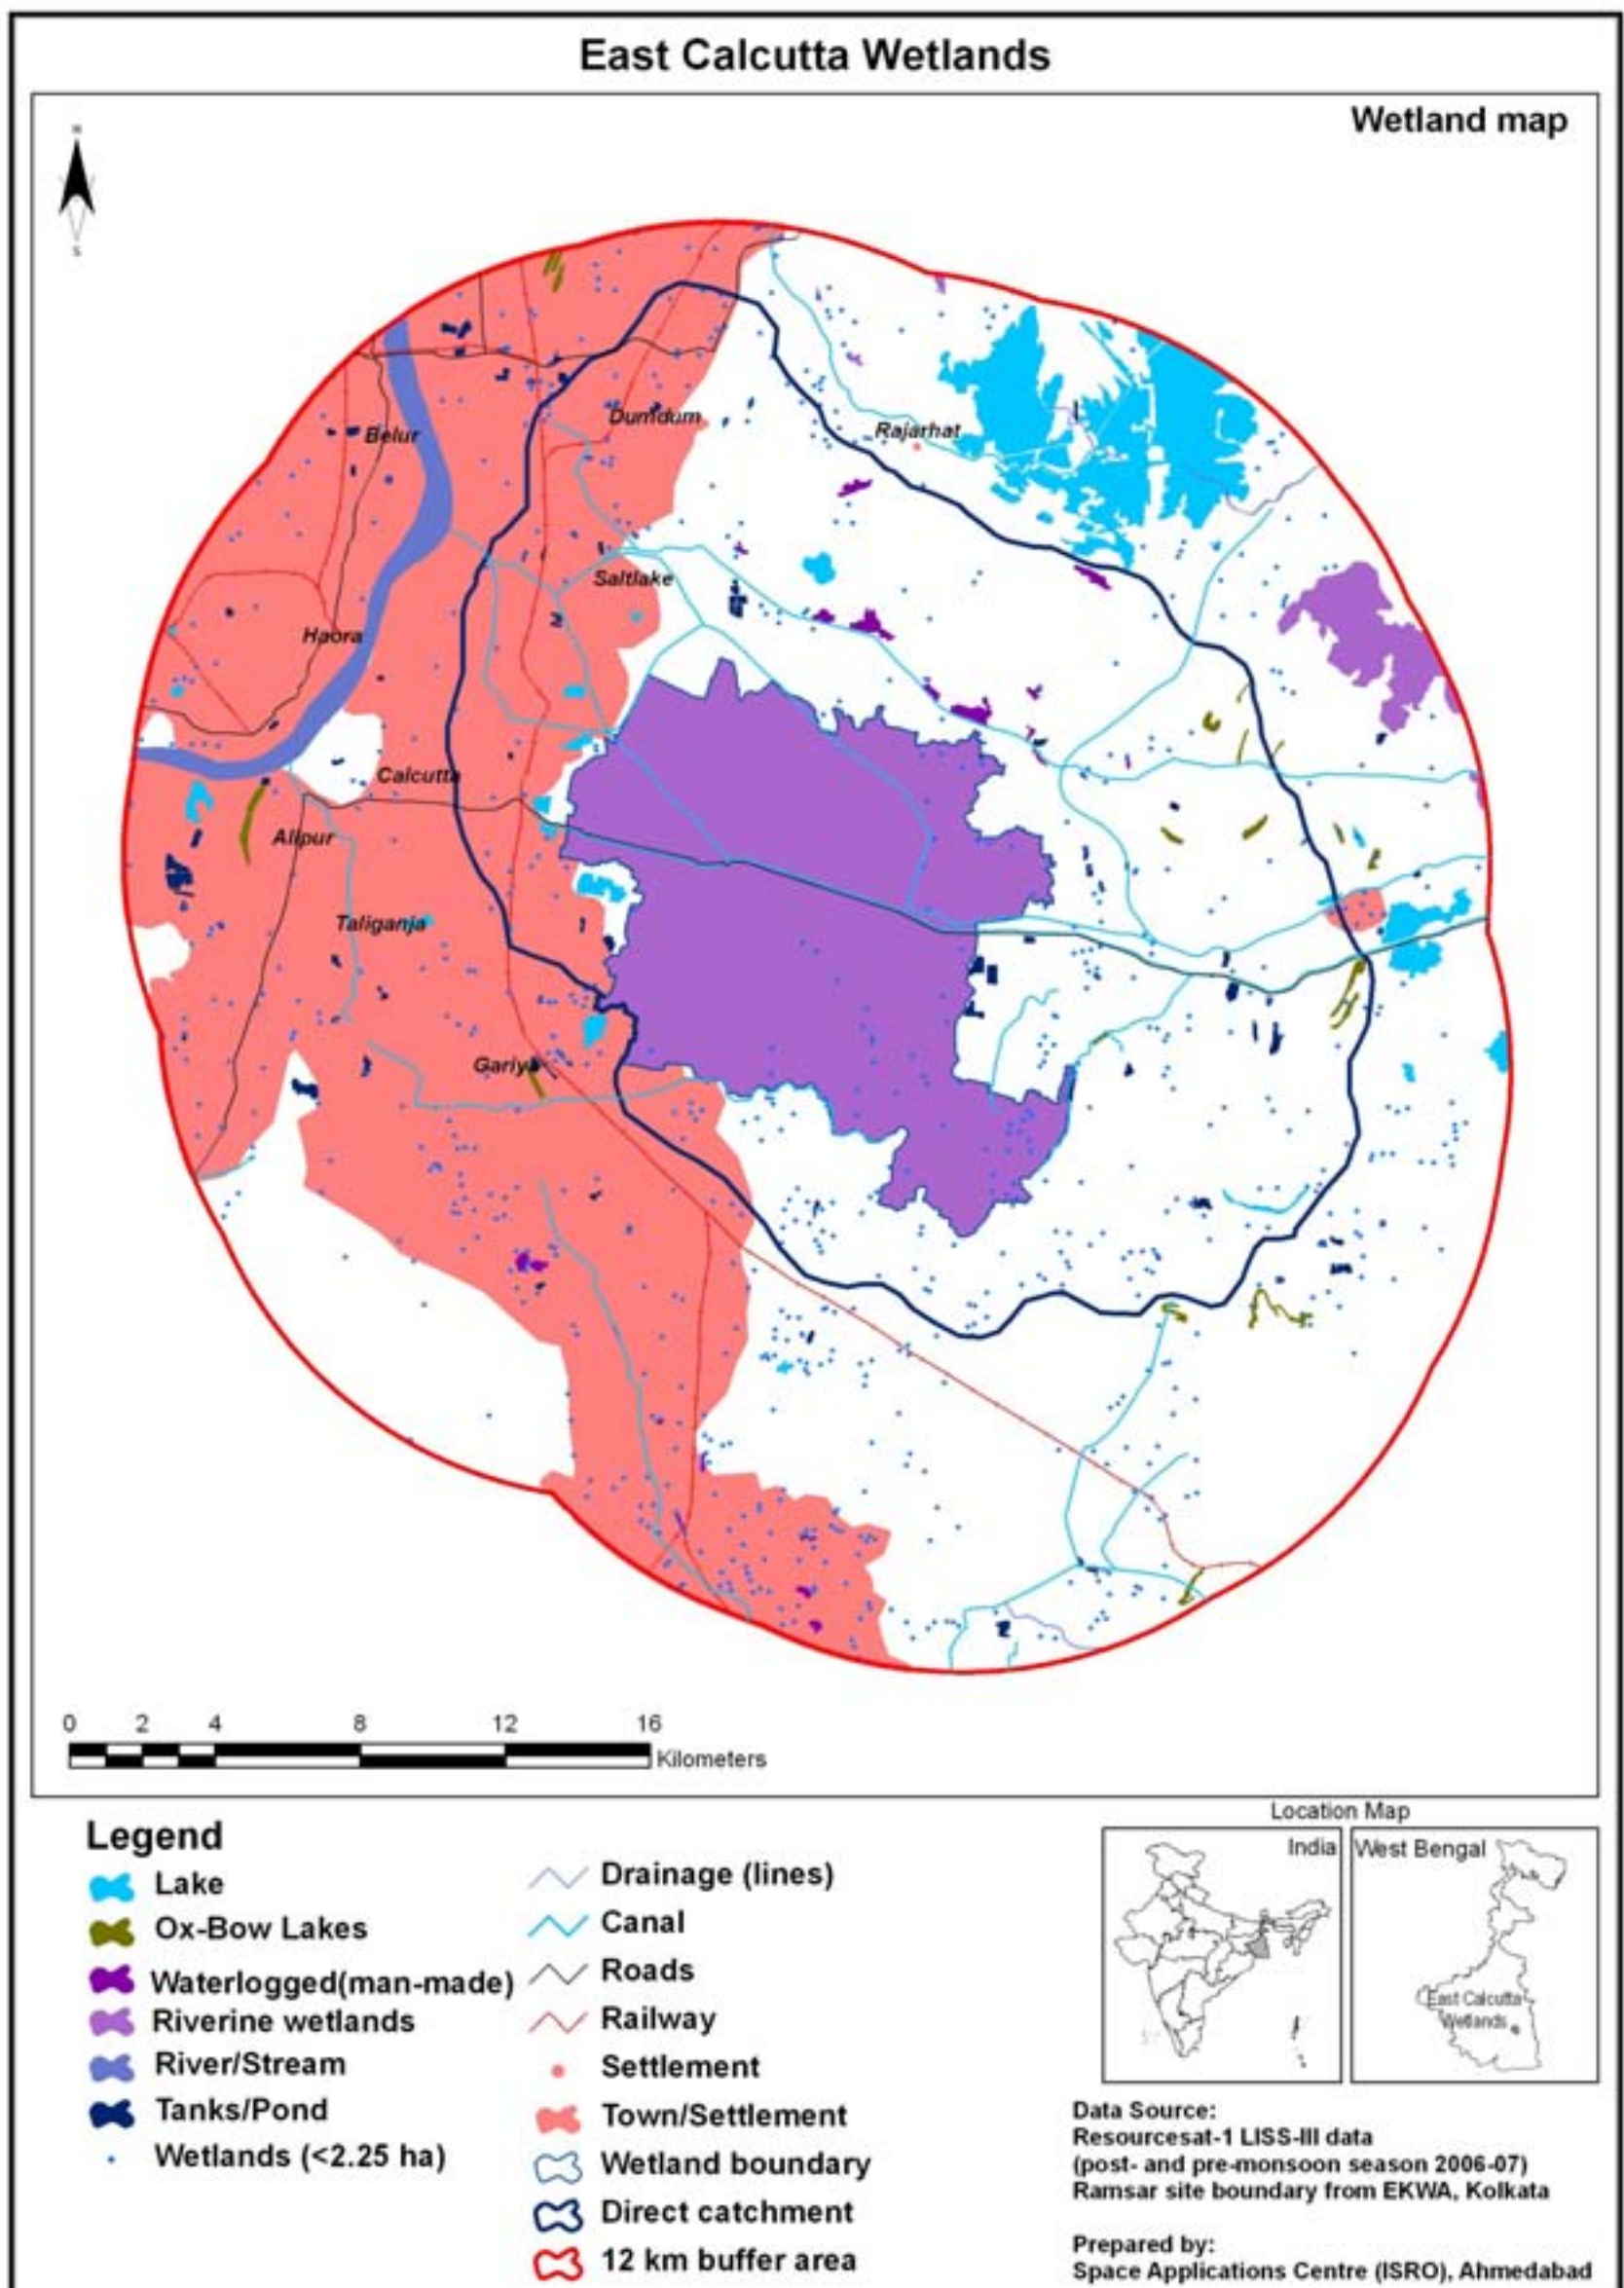 East Calcutta Wetlands
Wetland map
N
S
Dumdum
Rajarhat
Belur
Saltlake
Haora
Calcutta
Alipur
Taliganja
Gariya
0 2 4 8 12 16
Kilometers
Legend
Lake
Ox-Bow Lakes
Waterlogged(man-made)
Riverine wetlands
River/Stream
Tanks/Pond
Wetlands (<2.25 ha)
Drainage (lines)
Canal
Roads
Railway
Settlement
Town/Settlement
Wetland boundary
Direct catchment
12 km buffer area
Location Map
India
West Bengal
East Calcutta
Wetlands
Data Source:
Resourcesat-1 LISS-III data
(post- and pre-monsoon season 2006-07)
Ramsar site boundary from EKWA, Kolkata
Prepared by:
Space Applications Centre (ISRO), Ahmedabad